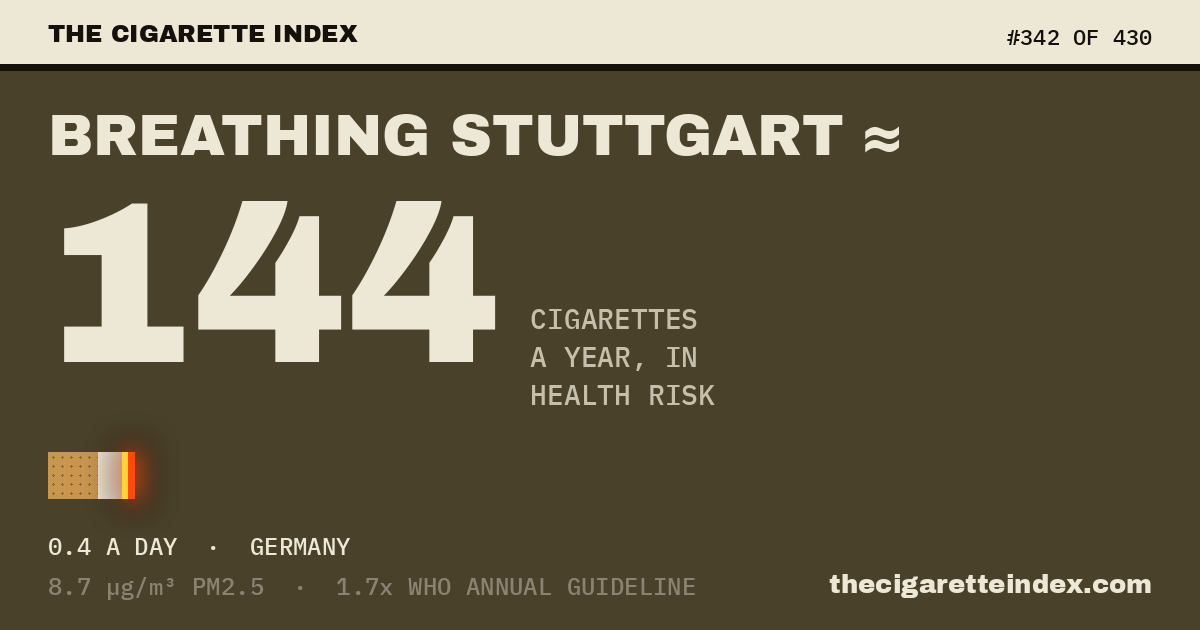 THE CIGARETTE INDEX
#342 OF 430
BREATHING STUTTGART ≈
144
CIGARETTES
A YEAR, IN
HEALTH RISK
0.4 A DAY · GERMANY
8.7 µg/m³ PM2.5 · 1.7x WHO ANNUAL GUIDELINE
thecigaretteindex.com